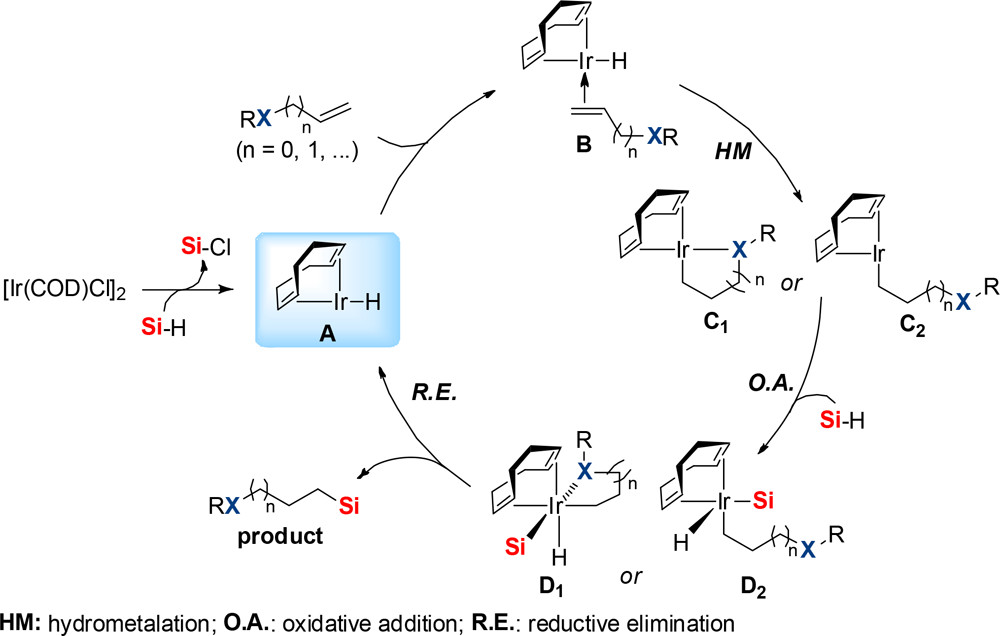 Ir–H
RX
( )n
(n = 0, 1, ...)
B
( )n
XR
HM
Si–Cl
[Ir(COD)Cl]2
Si–H
Ir–H
A
Ir
X
R
n
C1
or
Ir
( )n
X
R
C2
O.A.
Si–H
R.E.
R
X
n
Ir
Si
H
D1
or
Ir–Si
H
( )n
X
R
D2
RX
( )n
Si
product
HM: hydrometalation; O.A.: oxidative addition; R.E.: reductive elimination